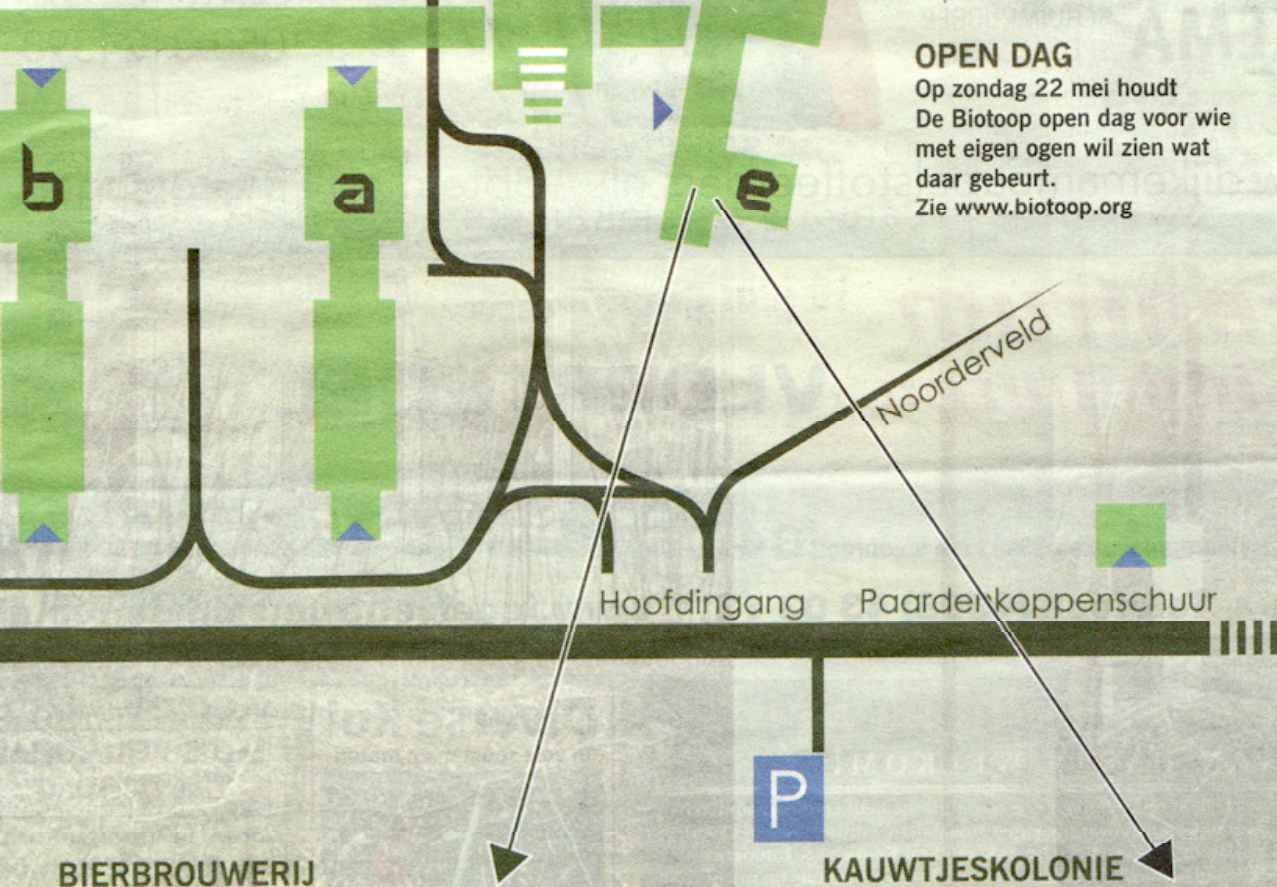 OPEN DAG
Op zondag 22 mei houdt
De Biotoop open dag voor wie
met eigen ogen wil zien wat
daar gebeurt.
Zie www.biotoop.org
b
a
e
Noorderveld
Hoofdingang
Paardenkoppenschuur
P
BIERBROUWERIJ
KAUWTJESKOLONIE